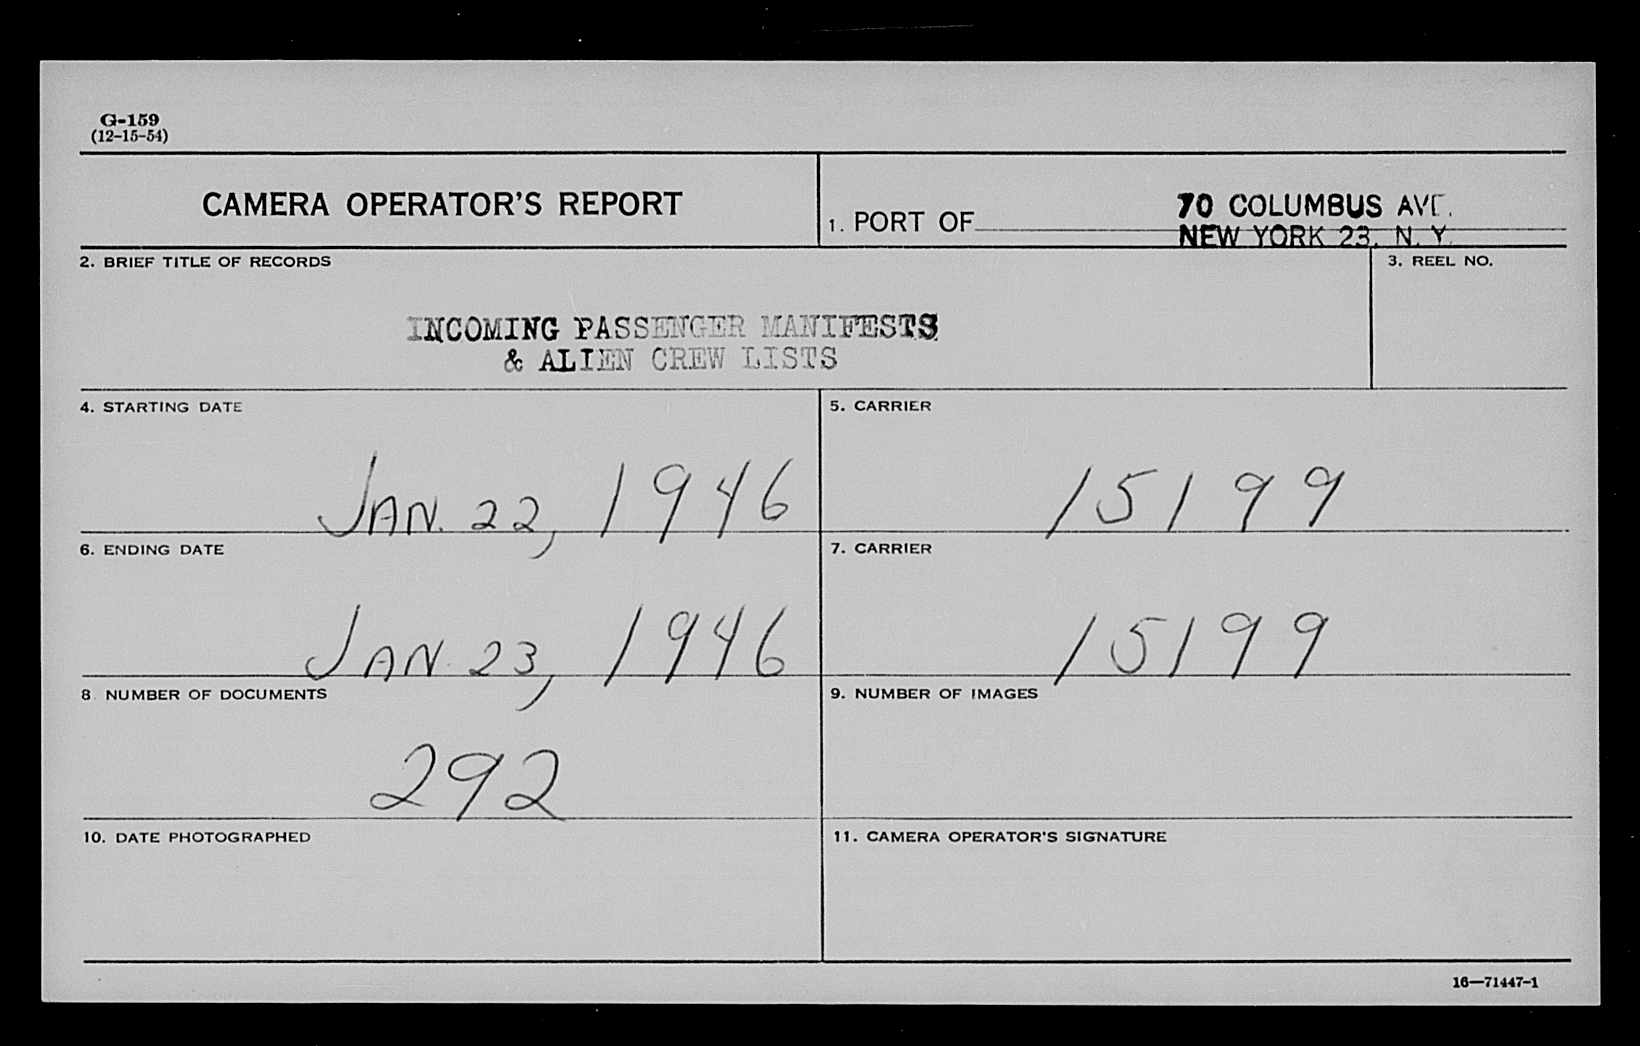 G-159
(12-15-54)
CAMERA OPERATOR'S REPORT
1. PORT OF
70 COLUMBUS AVE.
NEW YORK 23, N. Y.
2. BRIEF TITLE OF RECORDS
3. REEL NO.
INCOMING PASSENGER MANIFESTS
& ALIEN CREW LISTS
4. STARTING DATE
5. CARRIER
JAN. 22, 1946
15199
6. ENDING DATE
7. CARRIER
JAN. 23, 1946
15199
8. NUMBER OF DOCUMENTS
9. NUMBER OF IMAGES
292
10. DATE PHOTOGRAPHED
11. CAMERA OPERATOR'S SIGNATURE
16—71447-1